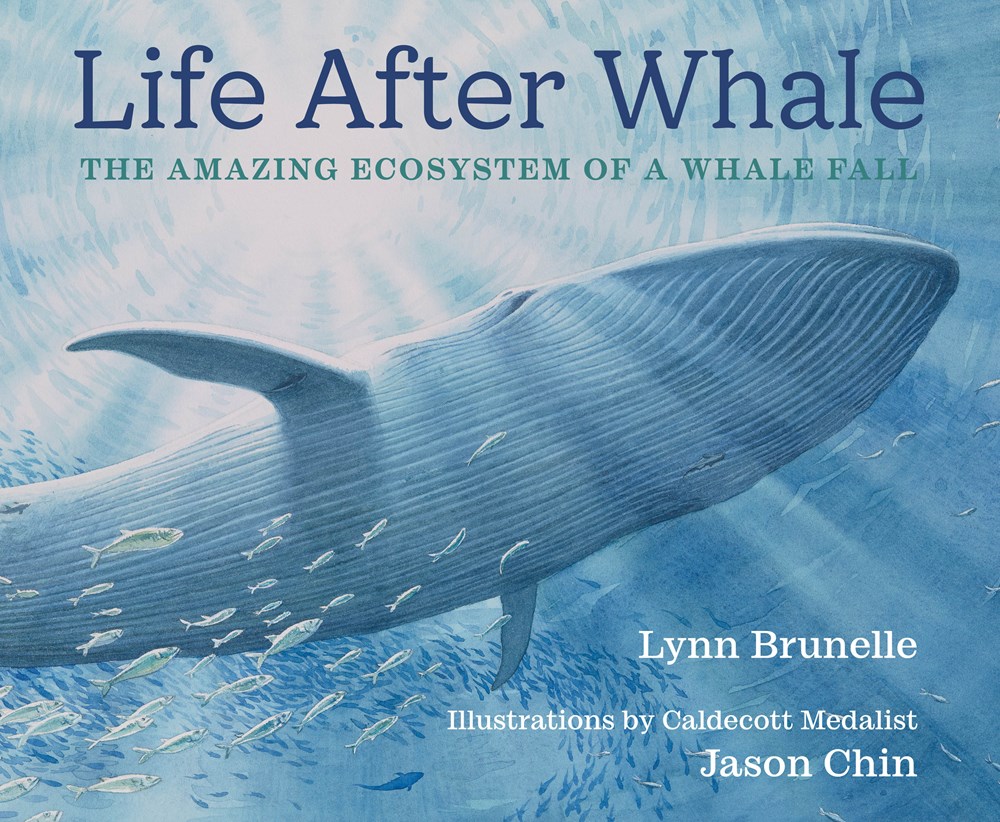 Life After Whale
THE AMAZING ECOSYSTEM OF A WHALE FALL
Lynn Brunelle
Illustrations by Caldecott Medalist
Jason Chin